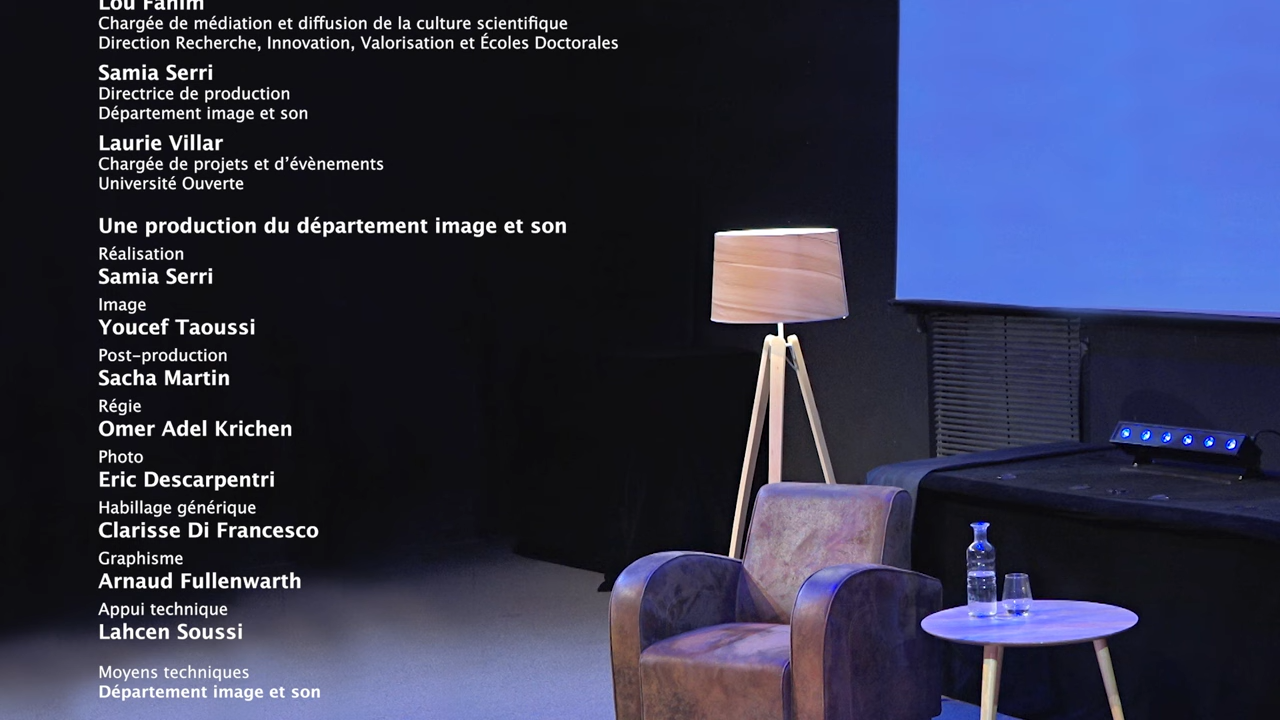 Lou Fahim
Chargée de médiation et diffusion de la culture scientifique
Direction Recherche, Innovation, Valorisation et Écoles Doctorales
Samia Serri
Directrice de production
Département image et son
Laurie Villar
Chargée de projets et d’évènements
Université Ouverte
Une production du département image et son
Réalisation
Samia Serri
Image
Youcef Taoussi
Post-production
Sacha Martin
Régie
Omer Adel Krichen
Photo
Eric Descarpentri
Habillage générique
Clarisse Di Francesco
Graphisme
Arnaud Fullenwarth
Appui technique
Lahcen Soussi
Moyens techniques
Département image et son